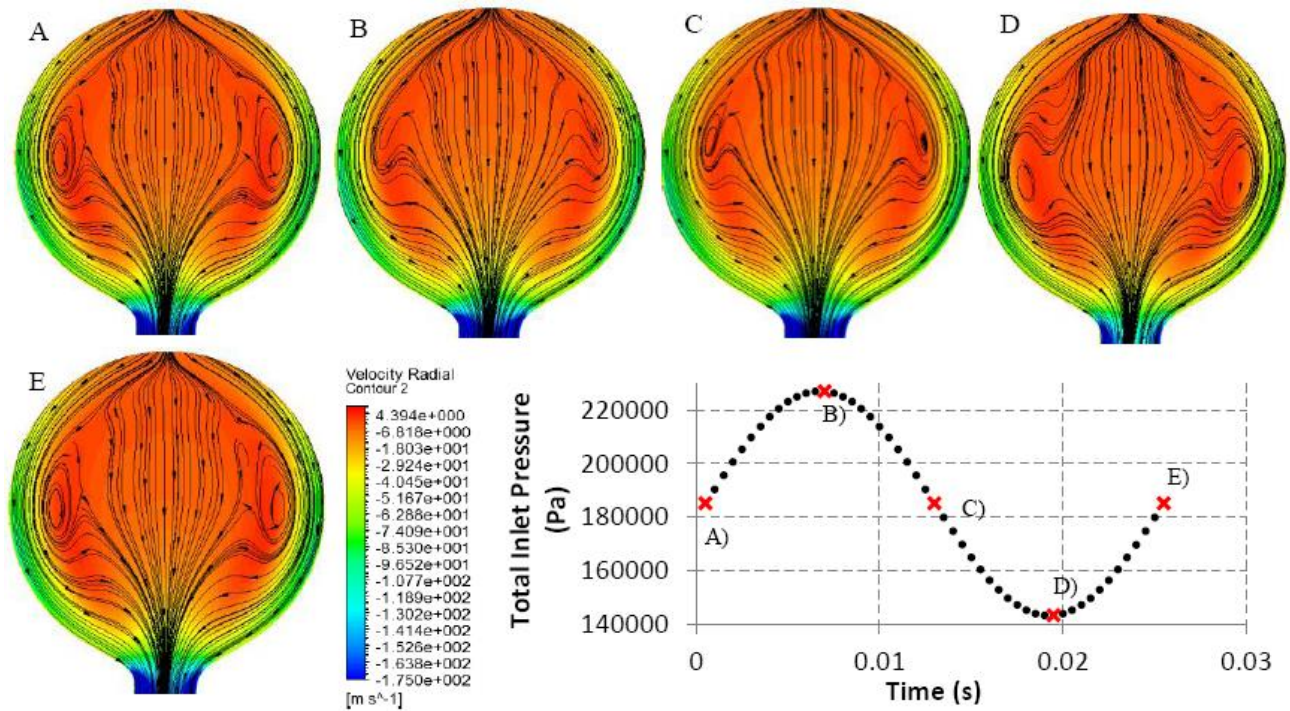 A
B
C
D
E
Velocity Radial
Contour 2
4.394e+000
-6.818e+000
-1.803e+001
-2.924e+001
-4.045e+001
-5.167e+001
-6.288e+001
-7.409e+001
-8.530e+001
-9.652e+001
-1.077e+002
-1.189e+002
-1.302e+002
-1.414e+002
-1.526e+002
-1.638e+002
-1.750e+002
[m s^-1]
Total Inlet Pressure
(Pa)
220000
200000
180000
160000
140000
A)
B)
C)
D)
E)
0
0.01
0.02
0.03
Time (s)